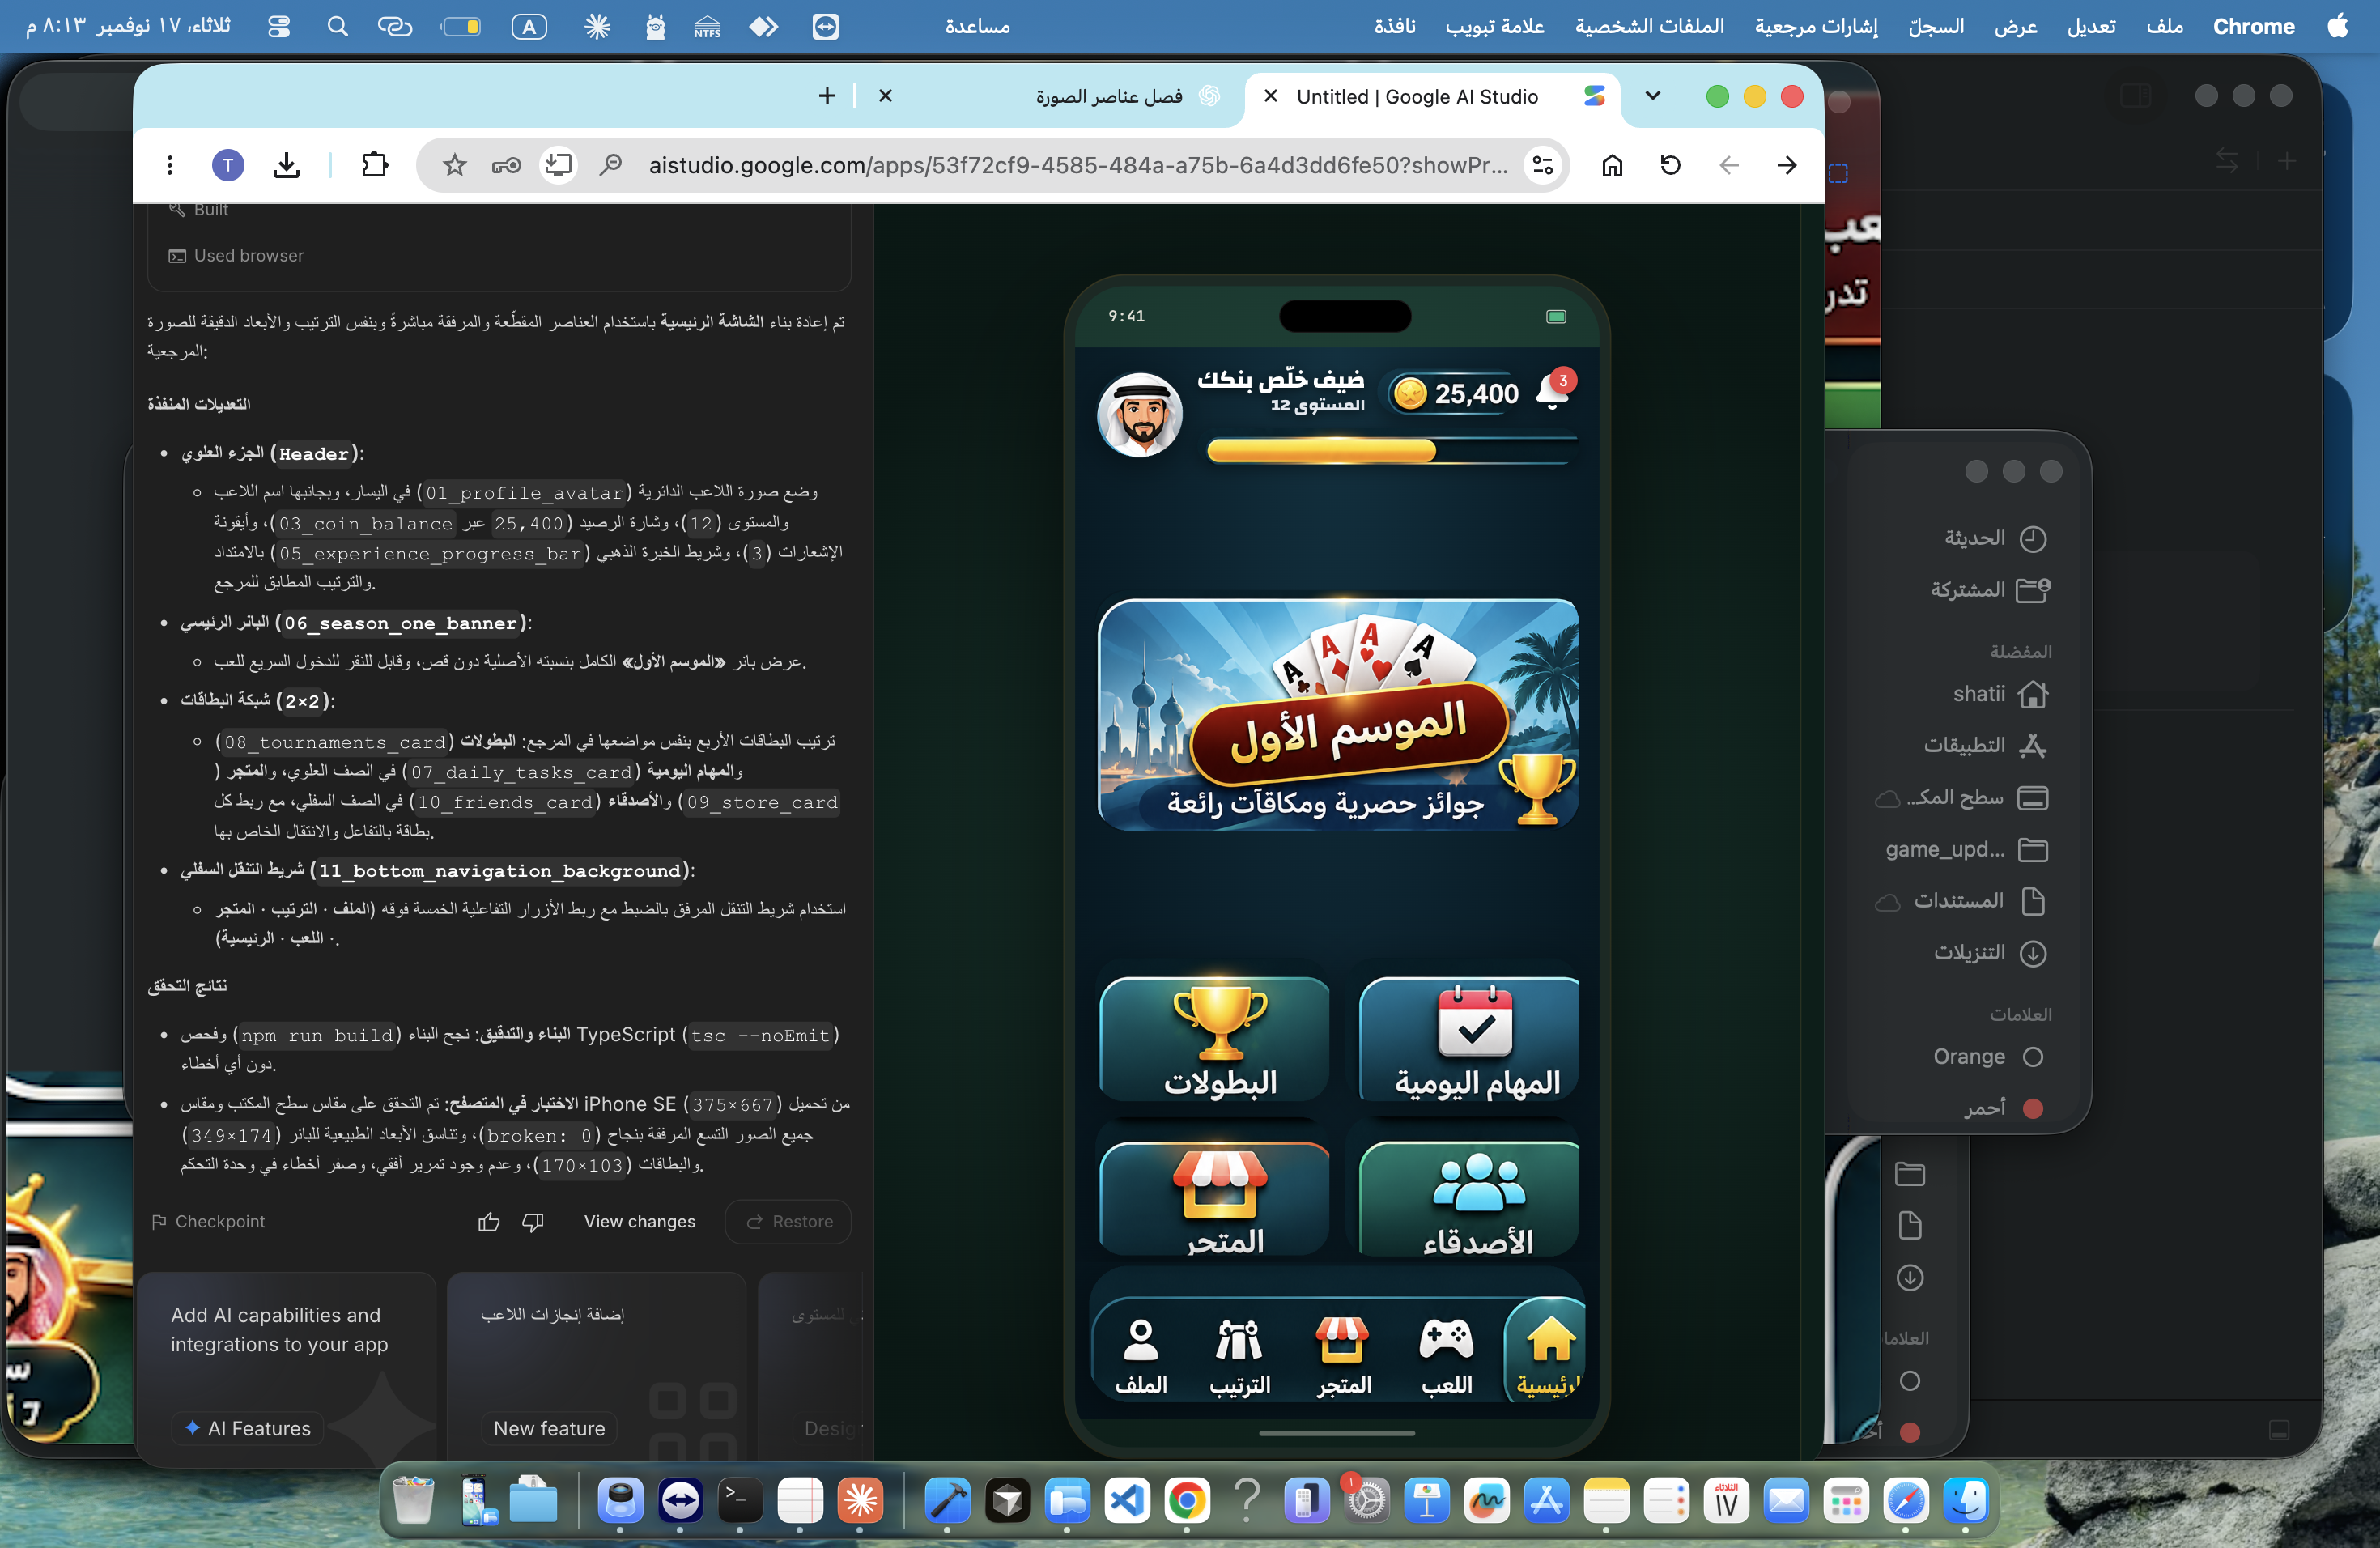 Chrome ملف تعديل عرض السجلّ إشارات مرجعية الملفات الشخصية علامة تبويب نافذة مساعدة
A NTFS ثلاثاء، ١٧ نوفمبر ٨:١٣ م
Untitled | Google AI Studio
فصل عناصر الصورة
T
aistudio.google.com/apps/53f72cf9-4585-484a-a75b-6a4d3dd6fe50?showPr...
Built
Used browser
تم إعادة بناء الشاشة الرئيسية باستخدام العناصر المقطّعة والمرفقة مباشرةً وبنفس الترتيب والأبعاد الدقيقة للصورة
المرجعية:
التعديلات المنفذة
الجزء العلوي (Header):
وضع صورة اللاعب الدائرية (01_profile_avatar) في اليسار، وبجانبها اسم اللاعب
والمستوى (12)، وشارة الرصيد (25,400 عبر 03_coin_balance)، وأيقونة
الإشعارات (3)، وشريط الخبرة الذهبي (05_experience_progress_bar) بالامتداد
والترتيب المطابق للمرجع.
البانر الرئيسي (06_season_one_banner):
عرض بانر «الموسم الأول» الكامل بنسبته الأصلية دون قص، وقابل للنقر للدخول السريع للعب.
شبكة البطاقات (2×2):
ترتيب البطاقات الأربع بنفس مواضعها في المرجع: البطولات (08_tournaments_card)
والمهام اليومية (07_daily_tasks_card) في الصف العلوي، والمتجر (
09_store_card) والأصدقاء (10_friends_card) في الصف السفلي، مع ربط كل
بطاقة بالتفاعل والانتقال الخاص بها.
شريط التنقل السفلي (11_bottom_navigation_background):
استخدام شريط التنقل المرفق بالضبط مع ربط الأزرار التفاعلية الخمسة فوقه (الملف · الترتيب · المتجر
· اللعب · الرئيسية).
نتائج التحقق
البناء والتدقيق: نجح البناء (npm run build) وفحص TypeScript (tsc --noEmit)
دون أي أخطاء.
الاختبار في المتصفح: تم التحقق على مقاس سطح المكتب ومقاس iPhone SE (375×667) من تحميل
جميع الصور التسع المرفقة بنجاح (broken: 0)، وتناسق الأبعاد الطبيعية للبانر (349×174)
والبطاقات (170×103)، وعدم وجود تمرير أفقي، وصفر أخطاء في وحدة التحكم.
Checkpoint
View changes
Restore
Add AI capabilities and
integrations to your app
AI Features
إضافة إنجازات اللاعب
New feature
للمستوى
9:41
ضيف خلّص بنكك
المستوى 12
25,400
3
A A A A
الموسم الأول
جوائز حصرية ومكافآت رائعة
البطولات
المهام اليومية
المتجر
الأصدقاء
الملف
الترتيب
المتجر
اللعب
الرئيسية
تدر
الحديثة
المشتركة
المفضلة
shatii
التطبيقات
سطح المك...
game_upd...
المستندات
التنزيلات
العلامات
Orange
أحمر
العلاما
7
1
الثلاثاء
١٧